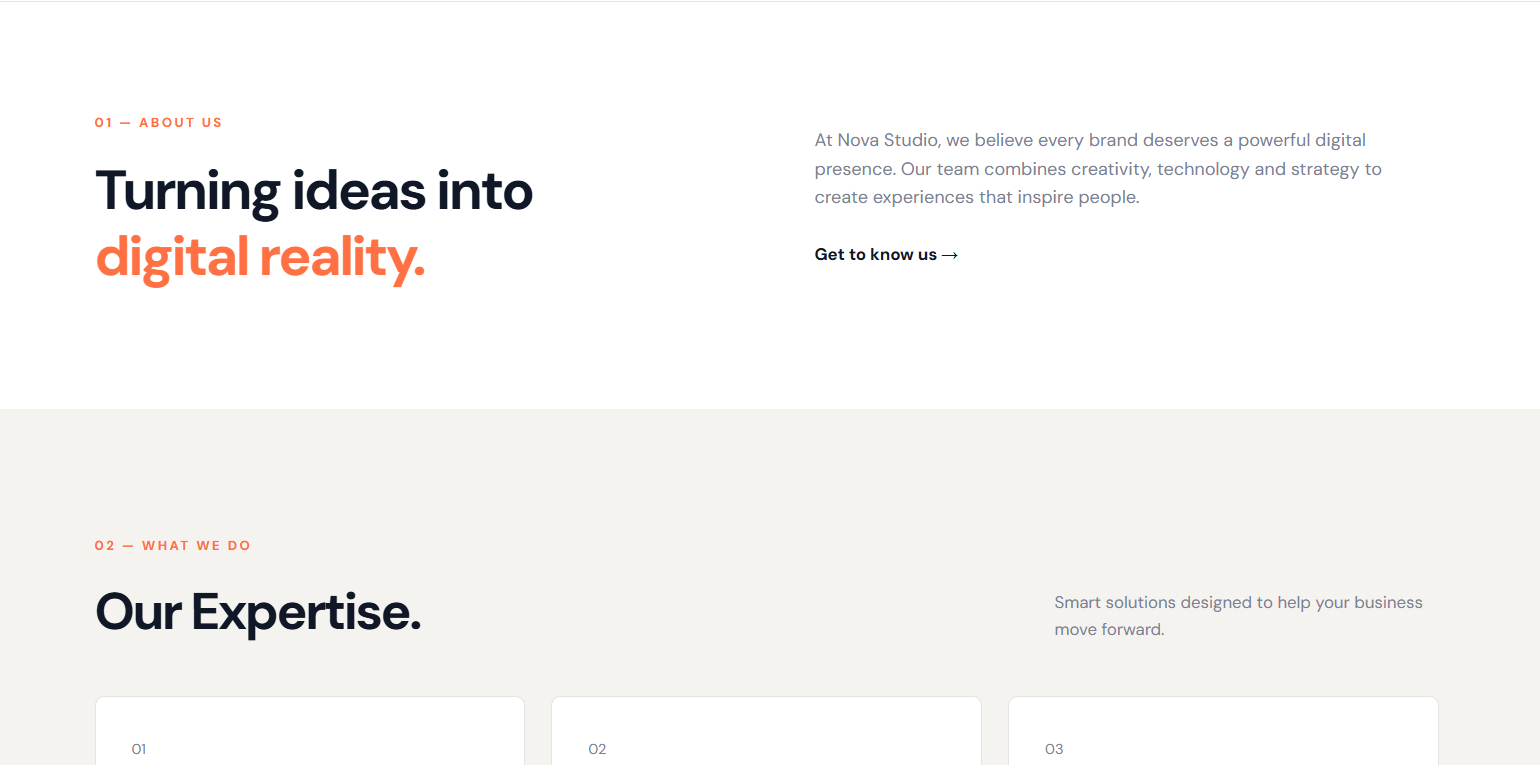 01 — ABOUT US
Turning ideas into
digital reality.
At Nova Studio, we believe every brand deserves a powerful digital
presence. Our team combines creativity, technology and strategy to
create experiences that inspire people.
Get to know us →
02 — WHAT WE DO
Our Expertise.
Smart solutions designed to help your business
move forward.
01
02
03